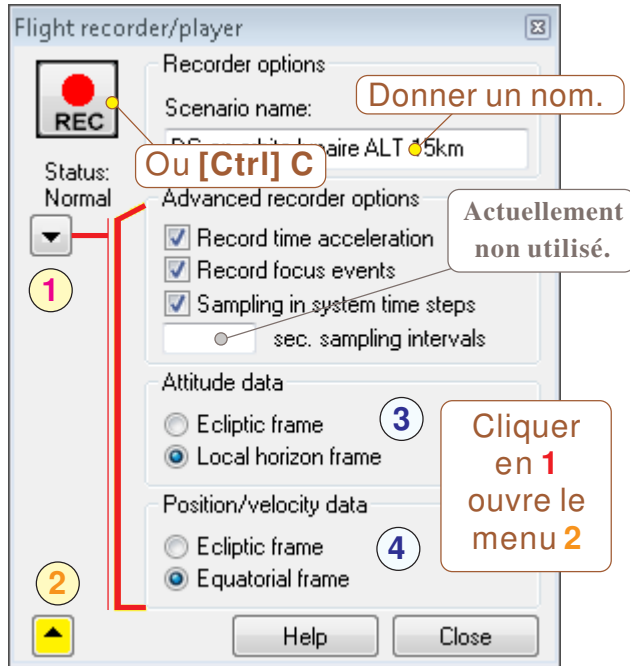 Flight recorder/player
REC
Recorder options
Scenario name:
Donner un nom.
aire ALT 15km
Ou [Ctrl] C
Status:
Normal
Advanced recorder options
Record time acceleration
Record focus events
Sampling in system time steps
sec. sampling intervals
Actuellement
non utilisé.
1
Attitude data
Ecliptic frame
Local horizon frame
3
Cliquer
en 1
ouvre le
menu 2
Position/velocity data
Ecliptic frame
Equatorial frame
4
2
Help
Close